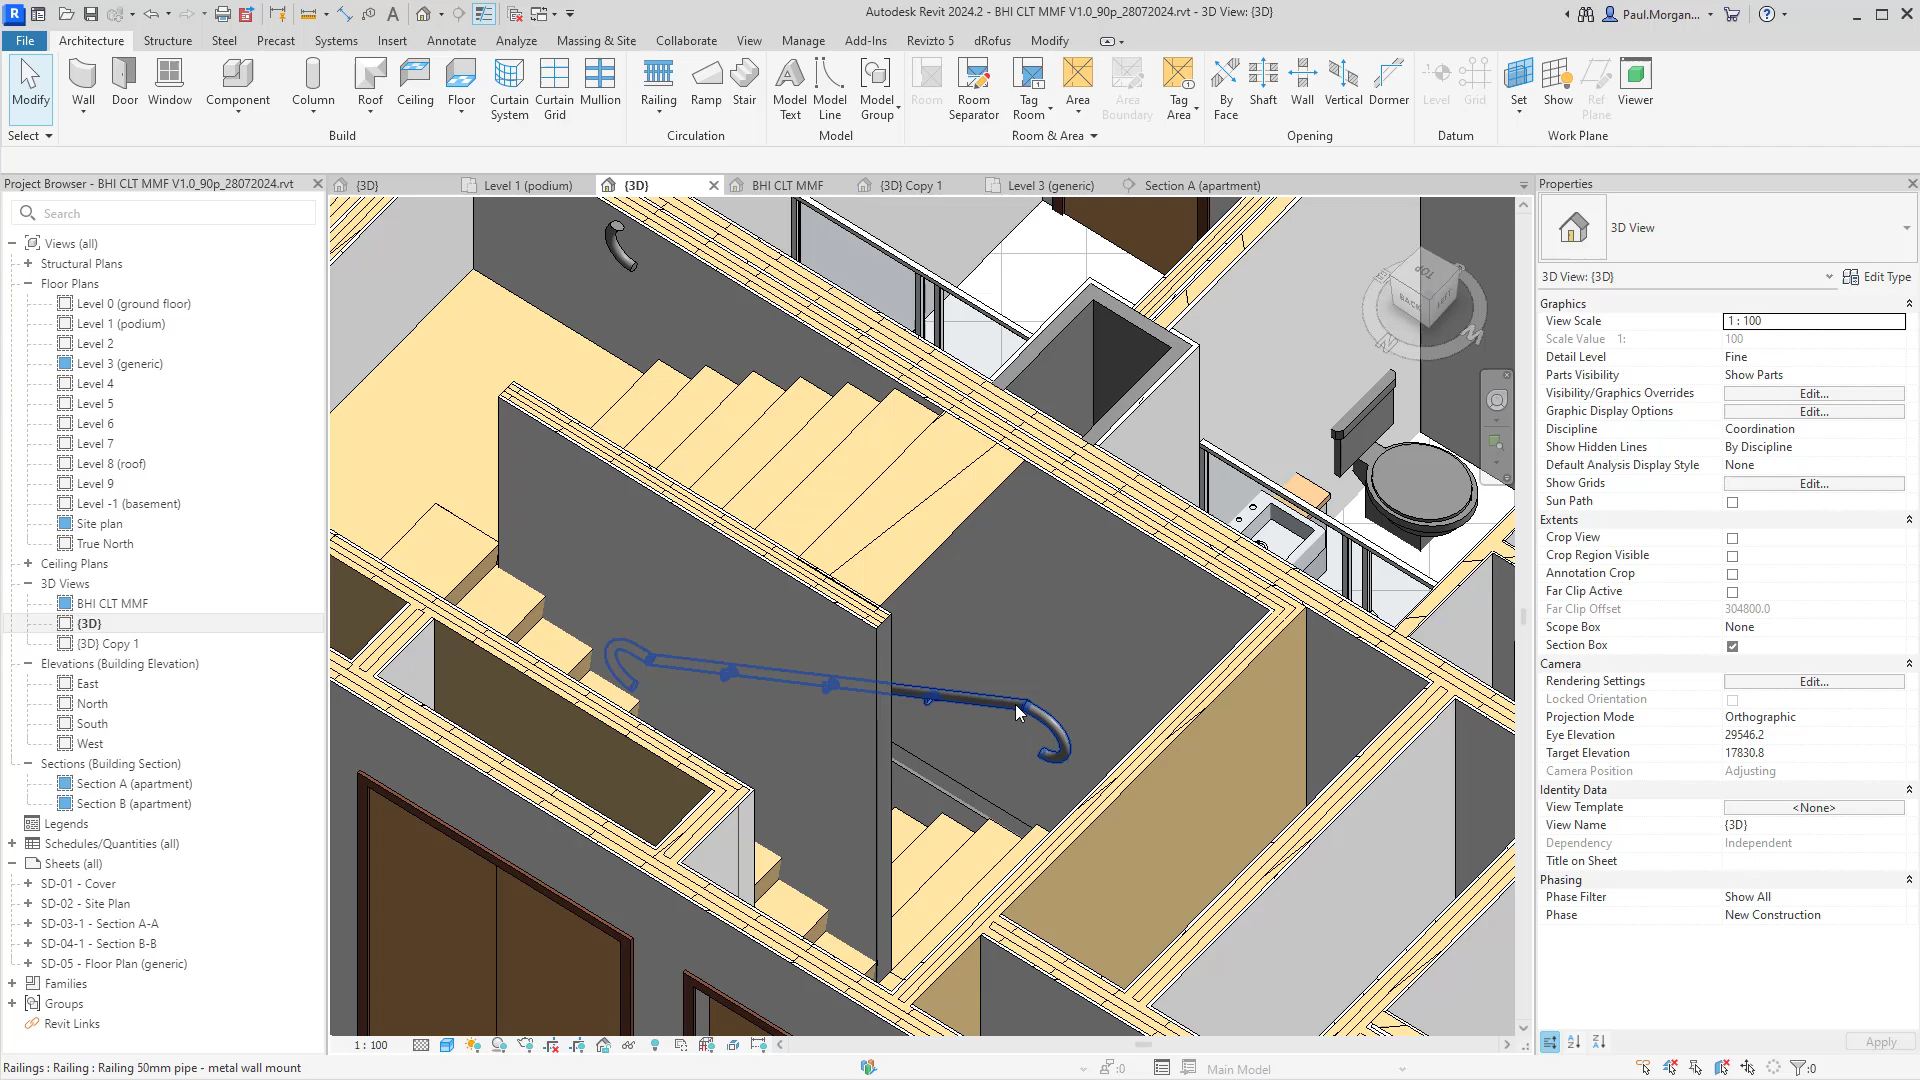 Autodesk Revit 2024.2 - BHI CLT MMF V1.0_90p_28072024.rvt - 3D View: {3D}
Paul.Morgan...
File Architecture Structure Steel Precast Systems Insert Annotate Analyze Massing & Site Collaborate View Manage Add-Ins Revizto 5 dRofus Modify
Modify Wall Door Window Component Column Roof Ceiling Floor Curtain System Curtain Grid Mullion Railing Ramp Stair Model Text Model Line Model Group Room Room Separator Tag Room Area Area Boundary Tag Area By Face Shaft Wall Vertical Dormer Level Grid Set Show Ref Plane Viewer
Select Build Circulation Model Room & Area Opening Datum Work Plane
Project Browser - BHI CLT MMF V1.0_90p_28072024.rvt
{3D} Level 1 (podium) {3D} BHI CLT MMF {3D} Copy 1 Level 3 (generic) Section A (apartment)
Search
Views (all)
Structural Plans
Floor Plans
Level 0 (ground floor)
Level 1 (podium)
Level 2
Level 3 (generic)
Level 4
Level 5
Level 6
Level 7
Level 8 (roof)
Level 9
Level -1 (basement)
Site plan
True North
Ceiling Plans
3D Views
BHI CLT MMF
{3D}
{3D} Copy 1
Elevations (Building Elevation)
East
North
South
West
Sections (Building Section)
Section A (apartment)
Section B (apartment)
Legends
Schedules/Quantities (all)
Sheets (all)
SD-01 - Cover
SD-02 - Site Plan
SD-03-1 - Section A-A
SD-04-1 - Section B-B
SD-05 - Floor Plan (generic)
Families
Groups
Revit Links
TOP
BACK LEFT
Properties
3D View
3D View: {3D} Edit Type
Graphics
View Scale 1 : 100
Scale Value 1: 100
Detail Level Fine
Parts Visibility Show Parts
Visibility/Graphics Overrides Edit...
Graphic Display Options Edit...
Discipline Coordination
Show Hidden Lines By Discipline
Default Analysis Display Style None
Show Grids Edit...
Sun Path
Extents
Crop View
Crop Region Visible
Annotation Crop
Far Clip Active
Far Clip Offset 304800.0
Scope Box None
Section Box
Camera
Rendering Settings Edit...
Locked Orientation
Projection Mode Orthographic
Eye Elevation 29546.2
Target Elevation 17830.8
Camera Position Adjusting
Identity Data
View Template <None>
View Name {3D}
Dependency Independent
Title on Sheet
Phasing
Phase Filter Show All
Phase New Construction
Apply
1 : 100
Railings : Railing : Railing 50mm pipe - metal wall mount
:0
Main Model
:0